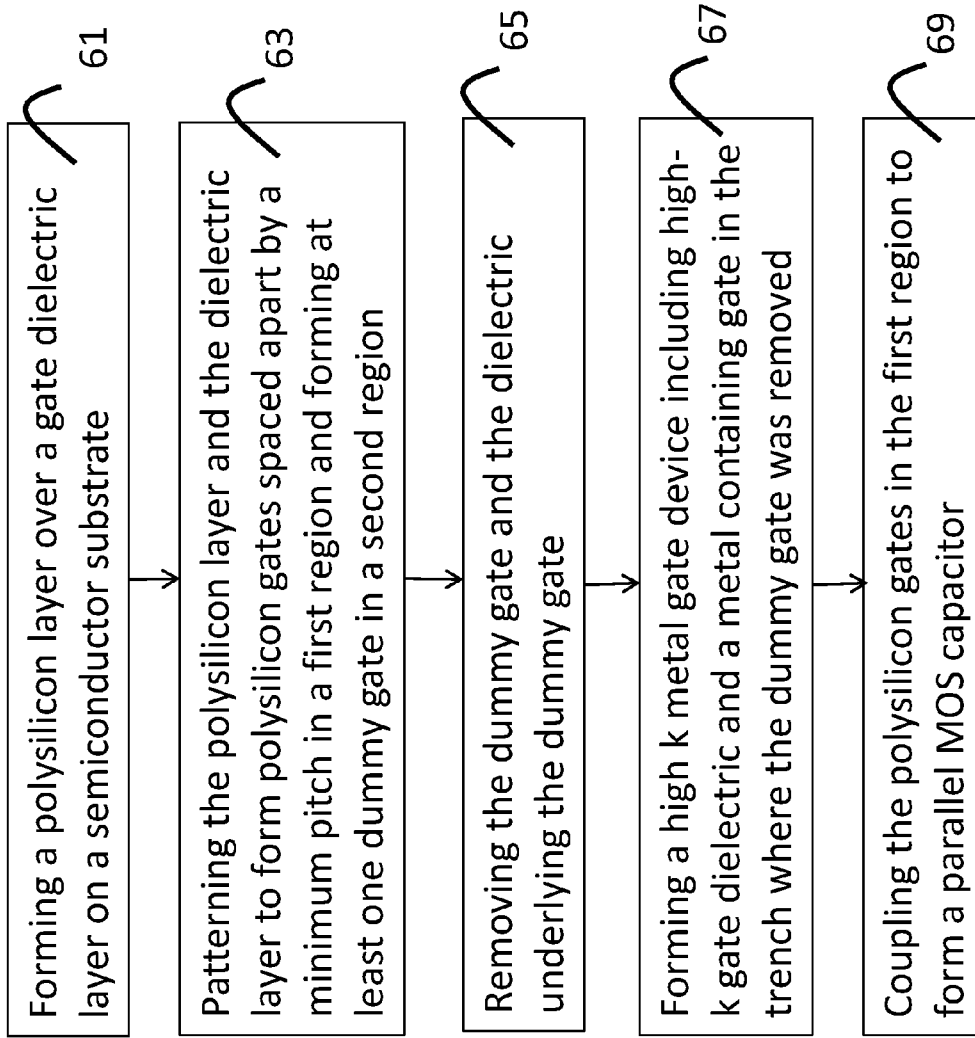 Forming a polysilicon layer over a gate dielectric
layer on a semiconductor substrate
61
Patterning the polysilicon layer and the dielectric
layer to form polysilicon gates spaced apart by a
minimum pitch in a first region and forming at
least one dummy gate in a second region
63
Removing the dummy gate and the dielectric
underlying the dummy gate
65
Forming a high k metal gate device including high-
k gate dielectric and a metal containing gate in the
trench where the dummy gate was removed
67
Coupling the polysilicon gates in the first region to
form a parallel MOS capacitor
69